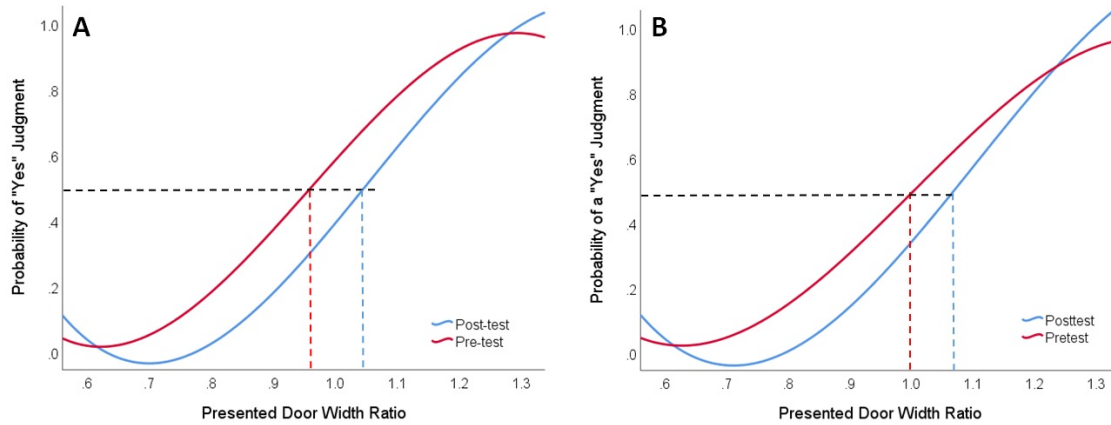 A
Probability of "Yes" Judgment
1.0
.8
.6
.4
.2
.0
Post-test
Pre-test
.6 .7 .8 .9 1.0 1.1 1.2 1.3
Presented Door Width Ratio
B
Probability of a "Yes" Judgment
1.0
.8
.6
.4
.2
.0
Posttest
Pretest
.6 .7 .8 .9 1.0 1.1 1.2 1.3
Presented Door Width Ratio